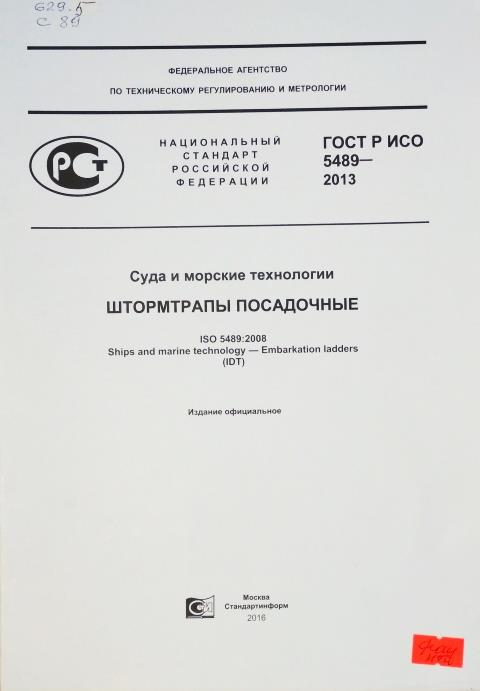 629.5
С 89
ФЕДЕРАЛЬНОЕ АГЕНТСТВО
ПО ТЕХНИЧЕСКОМУ РЕГУЛИРОВАНИЮ И МЕТРОЛОГИИ
РСТ
НАЦИОНАЛЬНЫЙ
СТАНДАРТ
РОССИЙСКОЙ
ФЕДЕРАЦИИ
ГОСТ Р ИСО
5489—
2013
Суда и морские технологии
ШТОРМТРАПЫ ПОСАДОЧНЫЕ
ISO 5489:2008
Ships and marine technology — Embarkation ladders
(IDT)
Издание официальное
Москва
Стандартинформ
2016